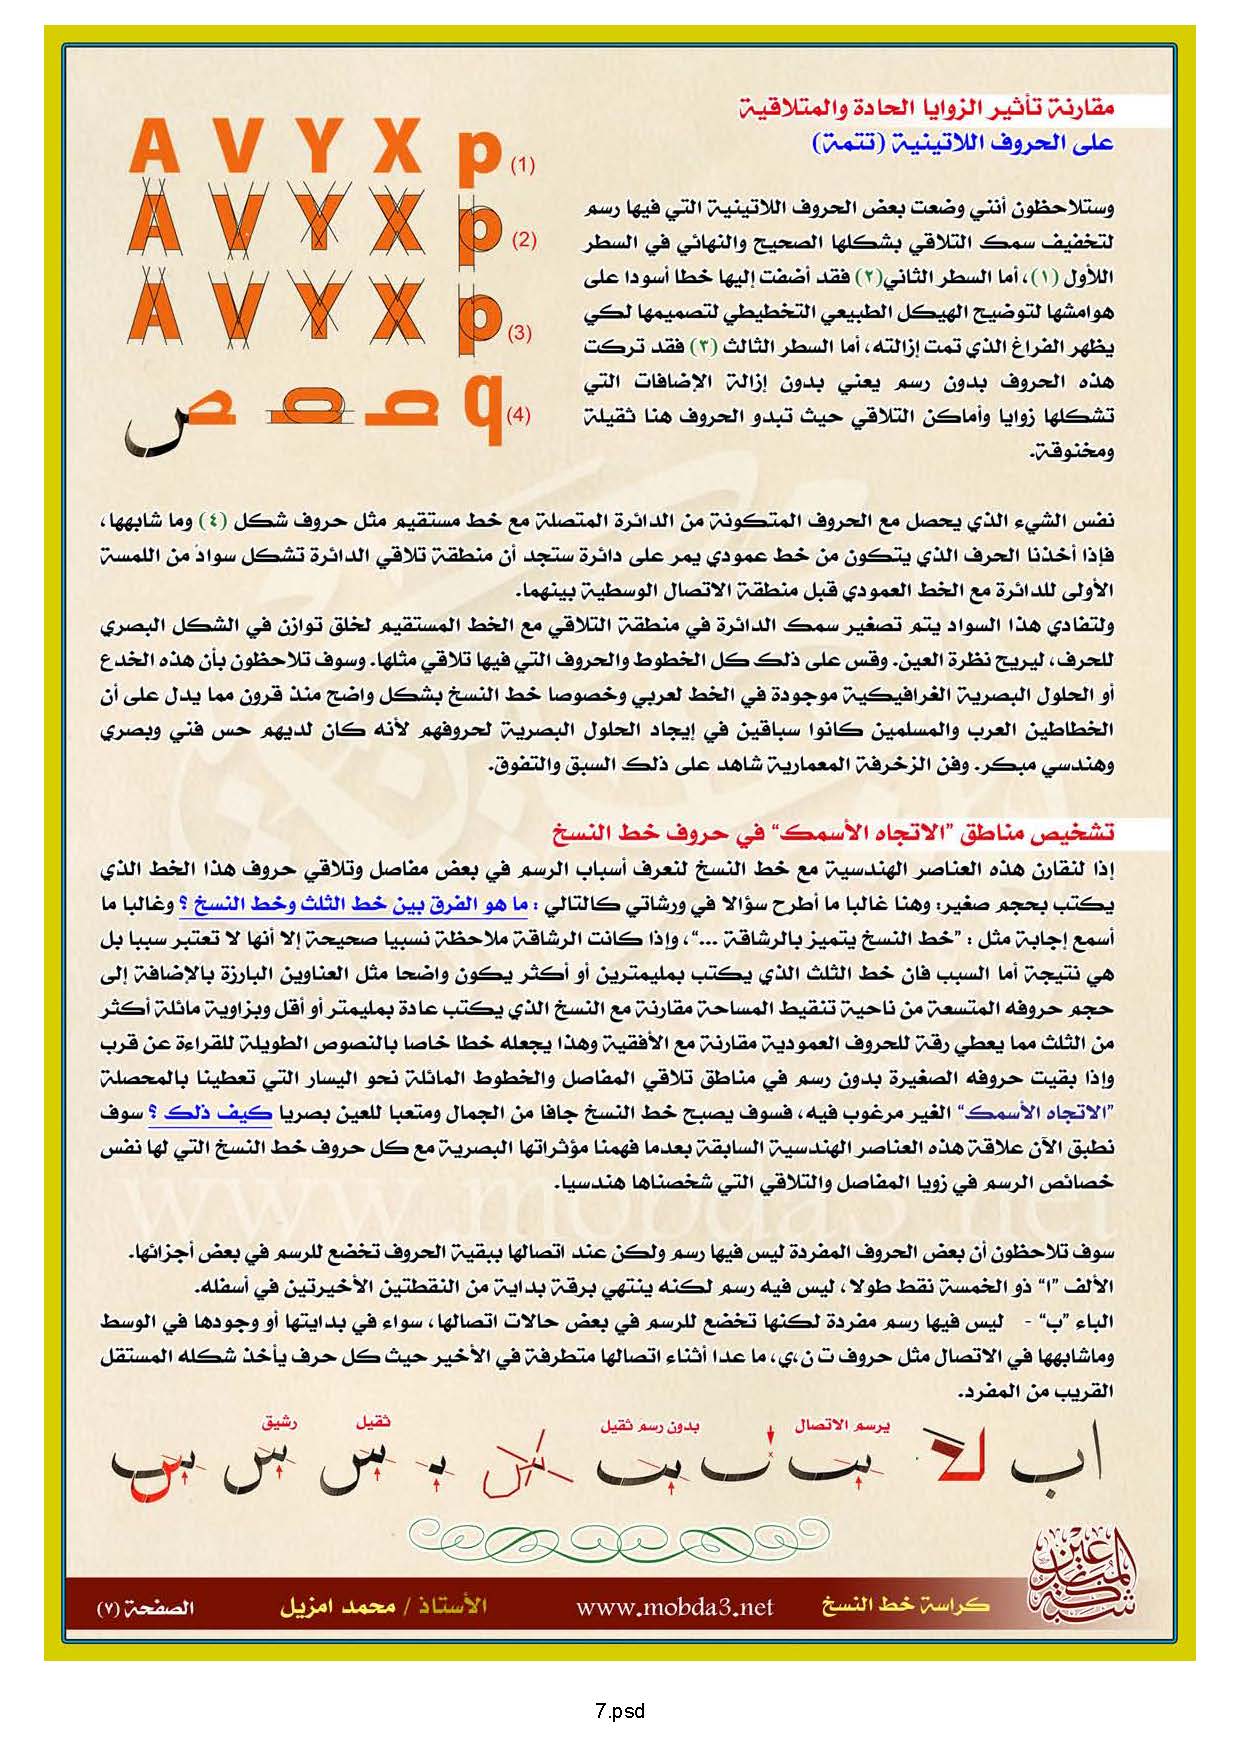 مقارنة تأثير الزوايا الحادة والمتلاقية
على الحروف اللاتينية (تتمة)
A V Y X p (1)
A V Y X p (2)
A V Y X p (3)
q (4)
وستلاحظون أنني وضعت بعض الحروف اللاتينية التي فيها رسم
لتخفيف سمك التلاقي بشكلها الصحيح والنهائي في السطر
اللأول (١)، أما السطر الثاني(٢) فقد أضفت إليها خطا أسودا على
هوامشها لتوضيح الهيكل الطبيعي التخطيطي لتصميمها لكي
يظهر الفراغ الذي تمت إزالته، أما السطر الثالث (٣) فقد تركت
هذه الحروف بدون رسم يعني بدون إزالة الإضافات التي
تشكلها زوايا وأماكن التلاقي حيث تبدو الحروف هنا ثقيلة
ومخنوقة.
نفس الشيء الذي يحصل مع الحروف المتكونة من الدائرة المتصلة مع خط مستقيم مثل حروف شكل (٤) وما شابهها،
فإذا أخذنا الحرف الذي يتكون من خط عمودي يمر على دائرة ستجد أن منطقة تلاقي الدائرة تشكل سوادً من اللمسة
الأولى للدائرة مع الخط العمودي قبل منطقة الاتصال الوسطية بينهما.
ولتفادي هذا السواد يتم تصغير سمك الدائرة في منطقة التلاقي مع الخط المستقيم لخلق توازن في الشكل البصري
للحرف، ليريح نظرة العين. وقس على ذلك كل الخطوط والحروف التي فيها تلاقي مثلها. وسوف تلاحظون بأن هذه الخدع
أو الحلول البصرية الغرافيكية موجودة في الخط لعربي وخصوصا خط النسخ بشكل واضح منذ قرون مما يدل على أن
الخطاطين العرب والمسلمين كانوا سباقين في إيجاد الحلول البصرية لحروفهم لأنه كان لديهم حس فني وبصري
وهندسي مبكر. وفن الزخرفة المعمارية شاهد على ذلك السبق والتفوق.
تشخيص مناطق "الاتجاه الأسمك" في حروف خط النسخ
إذا لنقارن هذه العناصر الهندسية مع خط النسخ لنعرف أسباب الرسم في بعض مفاصل وتلاقي حروف هذا الخط الذي
يكتب بحجم صغير: وهنا غالبا ما أطرح سؤالا في ورشاتي كالتالي : ما هو الفرق بين خط الثلث وخط النسخ ؟ وغالبا ما
أسمع إجابة مثل : "خط النسخ يتميز بالرشاقة ..."، وإذا كانت الرشاقة ملاحظة نسبيا صحيحة إلا أنها لا تعتبر سببا بل
هي نتيجة أما السبب فان خط الثلث الذي يكتب بمليمترين أو أكثر يكون واضحا مثل العناوين البارزة بالإضافة إلى
حجم حروفه المتسعة من ناحية تنقيط المساحة مقارنة مع النسخ الذي يكتب عادة بمليمتر أو أقل وبزاوية مائلة أكثر
من الثلث مما يعطي رقة للحروف العمودية مقارنة مع الأفقية وهذا يجعله خطا خاصا بالنصوص الطويلة للقراءة عن قرب
وإذا بقيت حروفه الصغيرة بدون رسم في مناطق تلاقي المفاصل والخطوط المائلة نحو اليسار التي تعطينا بالمحصلة
"الاتجاه الأسمك" الغير مرغوب فيه، فسوف يصبح خط النسخ جافا من الجمال ومتعبا للعين بصريا كيف ذلك ؟ سوف
نطبق الآن علاقة هذه العناصر الهندسية السابقة بعدما فهمنا مؤثراتها البصرية مع كل حروف خط النسخ التي لها نفس
خصائص الرسم في زويا المفاصل والتلاقي التي شخصناها هندسيا.
سوف تلاحظون أن بعض الحروف المفردة ليس فيها رسم ولكن عند اتصالها ببقية الحروف تخضع للرسم في بعض أجزائها.
الألف "ا" ذو الخمسة نقط طولا، ليس فيه رسم لكنه ينتهي برقة بداية من النقطتين الأخيرتين في أسفله.
الباء "ب" - ليس فيها رسم مفردة لكنها تخضع للرسم في بعض حالات اتصالها، سواء في بدايتها أو وجودها في الوسط
وماشابهها في الاتصال مثل حروف ت ن،ي، ما عدا أثناء اتصالها متطرفة في الأخير حيث كل حرف يأخذ شكله المستقل
القريب من المفرد.
يرسم الاتصال بدون رسم ثقيل ثقيل رشيق
شبكة المبدعين
كراسة خط النسخ www.mobda3.net الأستاذ / محمد امزيل الصفحة (٧)
7.psd